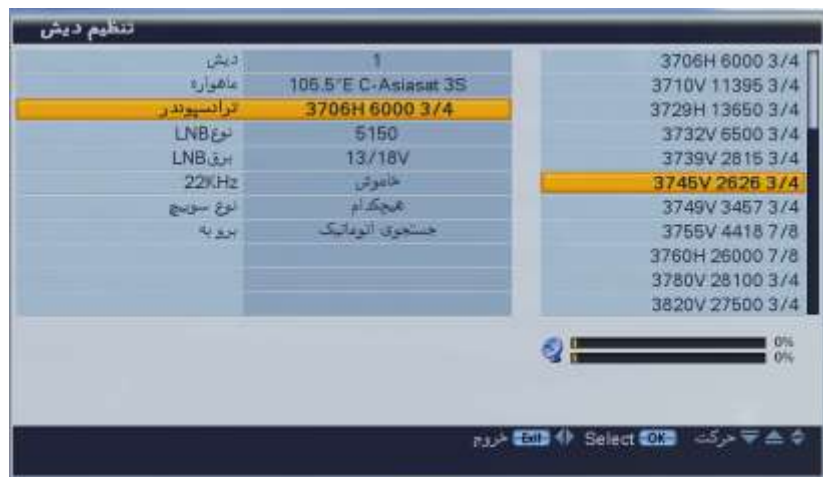 تنظیم دیش
دیش 1
ماهواره 105.5°E C-Asiasat 3S
ترانسپوندر 3706H 6000 3/4
نوع LNB 5150
برق LNB 13/18V
22KHz خاموش
نوع سوییچ هیچکدام
برو به جستجوی اتوماتیک
3706H 6000 3/4
3710V 11395 3/4
3729H 13650 3/4
3732V 6500 3/4
3739V 2815 3/4
3745V 2626 3/4
3749V 3457 3/4
3755V 4418 7/8
3760H 26000 7/8
3780V 28100 3/4
3820V 27500 3/4
0%
0%
حرکت OK Select Exit خروج